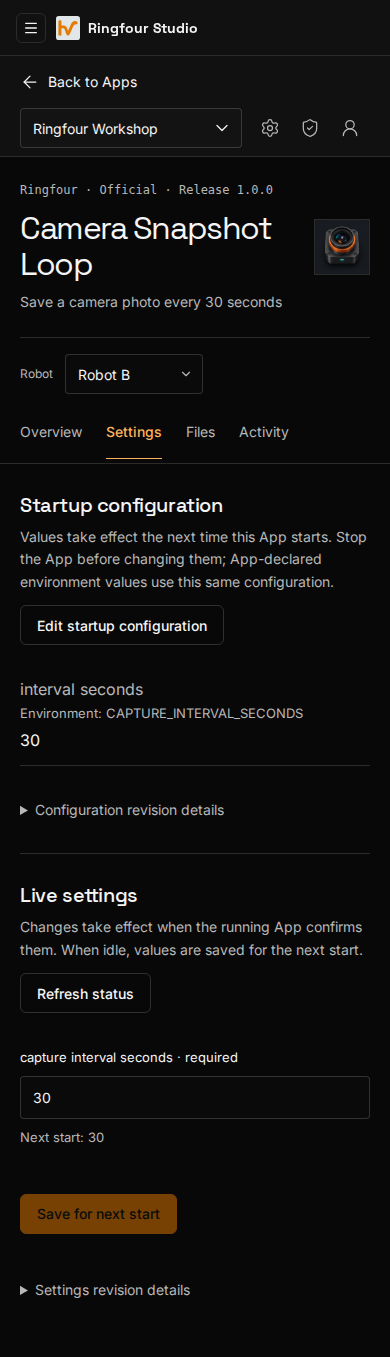 Ringfour Studio
Back to Apps
Ringfour Workshop
Ringfour · Official · Release 1.0.0
Camera Snapshot
Loop
Save a camera photo every 30 seconds
Robot
Robot B
Overview
Settings
Files
Activity
Startup configuration
Values take effect the next time this App starts. Stop
the App before changing them; App-declared
environment values use this same configuration.
Edit startup configuration
interval seconds
Environment: CAPTURE_INTERVAL_SECONDS
30
Configuration revision details
Live settings
Changes take effect when the running App confirms
them. When idle, values are saved for the next start.
Refresh status
capture interval seconds · required
30
Next start: 30
Save for next start
Settings revision details